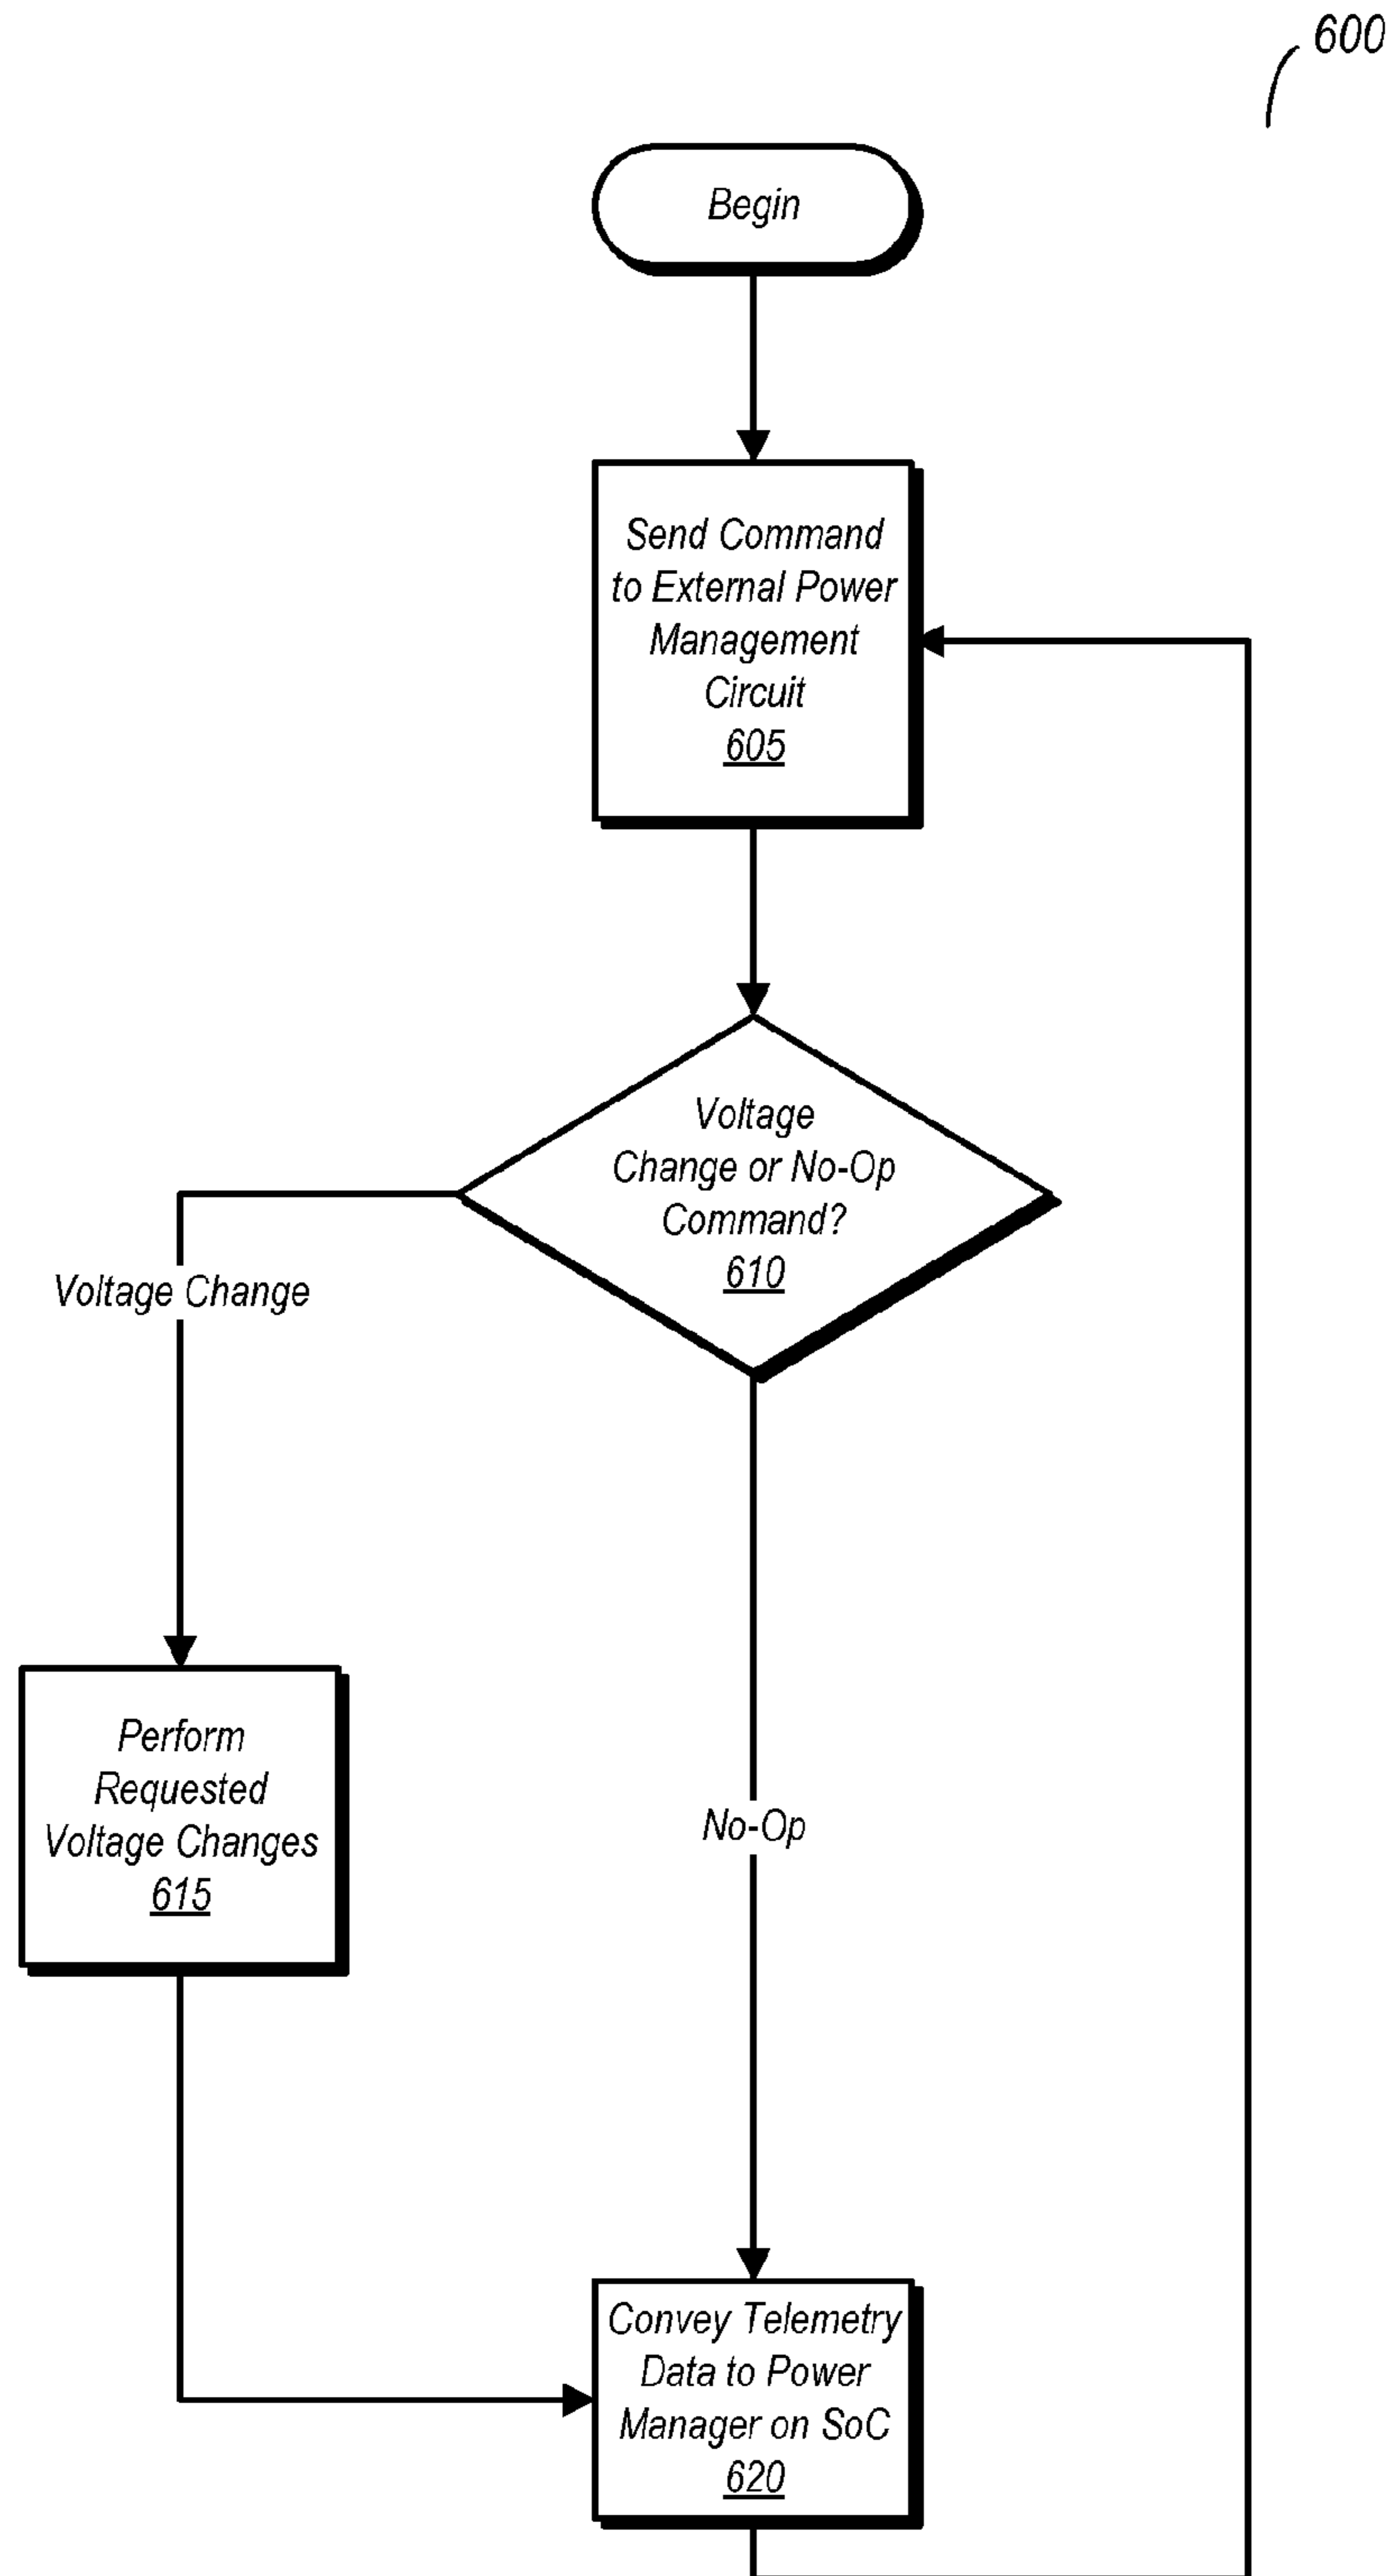 600
Begin
Send Command
to External Power
Management
Circuit
605
Voltage
Change or No-Op
Command?
610
Voltage Change
Perform
Requested
Voltage Changes
615
No-Op
Convey Telemetry
Data to Power
Manager on SoC
620